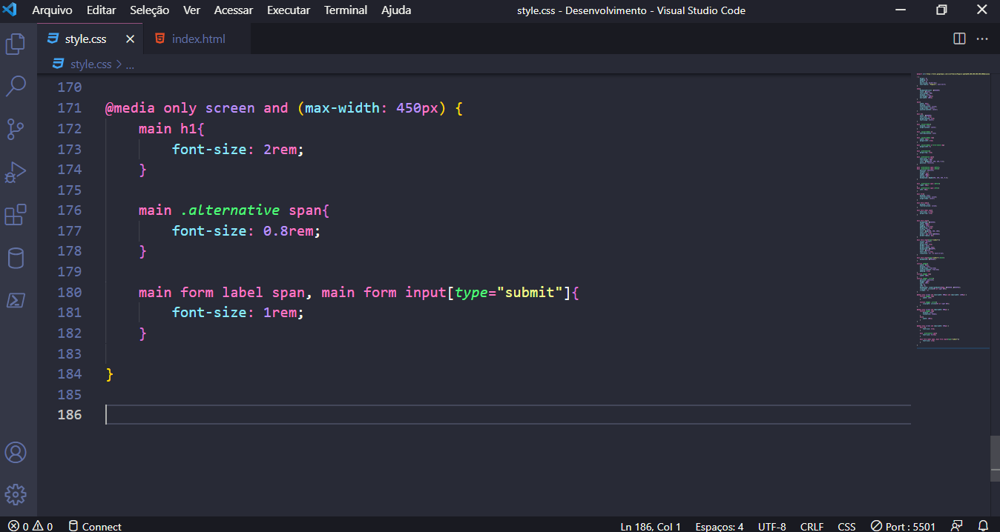 Arquivo Editar Seleção Ver Acessar Executar Terminal Ajuda style.css - Desenvolvimento - Visual Studio Code
style.css index.html
style.css > ...
170
171 @media only screen and (max-width: 450px) {
172 main h1{
173 font-size: 2rem;
174 }
175
176 main .alternative span{
177 font-size: 0.8rem;
178 }
179
180 main form label span, main form input[type="submit"]{
181 font-size: 1rem;
182 }
183
184 }
185
186
0 0 Connect Ln 186, Col 1 Espaços: 4 UTF-8 CRLF CSS Port : 5501